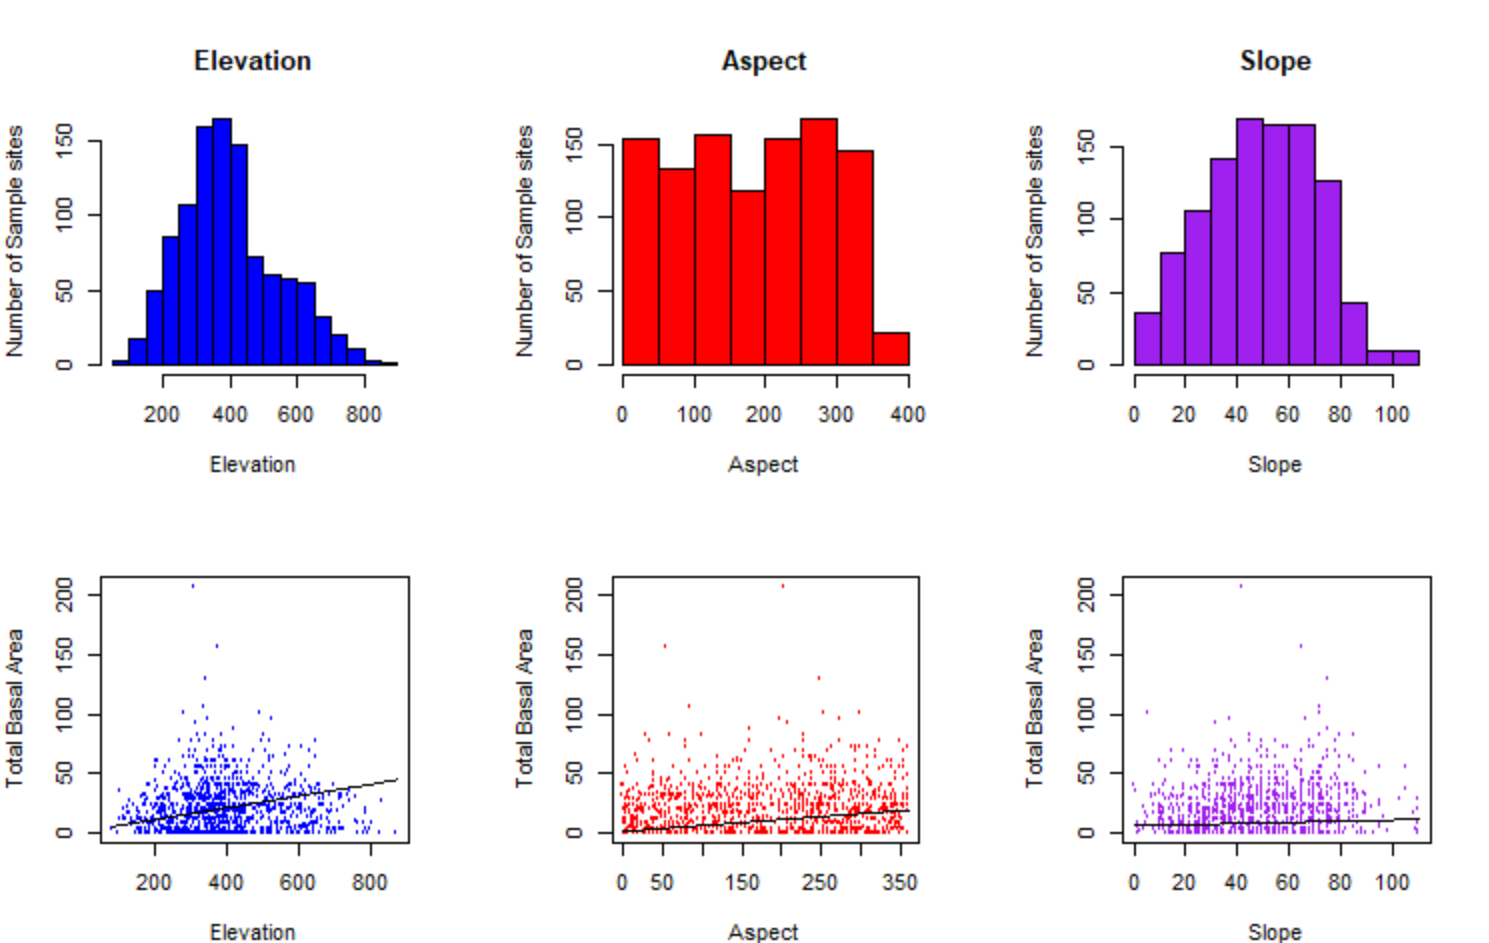 Elevation
Number of Sample sites
0 50 100 150
200 400 600 800
Elevation
Aspect
Number of Sample sites
0 50 100 150
0 100 200 300 400
Aspect
Slope
Number of Sample sites
0 50 100 150
0 20 40 60 80 100
Slope
Total Basal Area
0 50 100 150 200
200 400 600 800
Elevation
Total Basal Area
0 50 100 150 200
0 50 150 250 350
Aspect
Total Basal Area
0 50 100 150 200
0 20 40 60 80 100
Slope